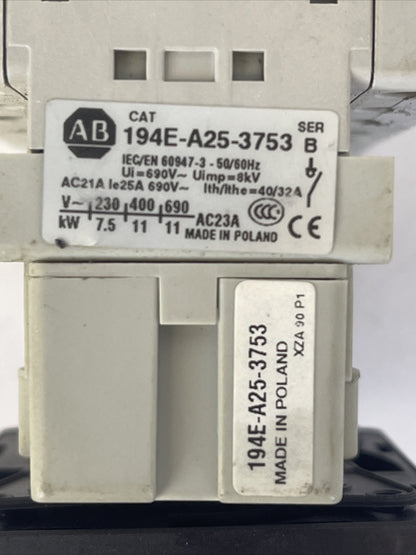 AB
CAT
194E-A25-3753
SER
B
IEC/EN 60947-3 - 50/60Hz
Ui=690V~ Uimp=8kV
AC21A Ie25A 690V~ Ith/Ithe=40/32A
V~ 230 400 690
kW 7.5 11 11 AC23A
CCC
CE
MADE IN POLAND
194E-A25-3753
MADE IN POLAND
XZA 90 P1